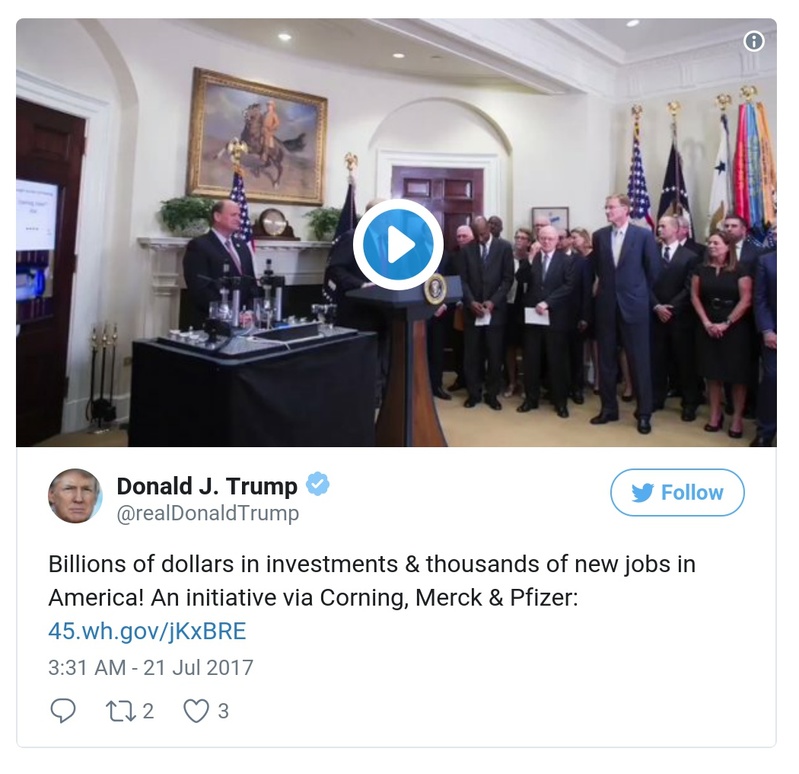 Donald J. Trump
@realDonaldTrump
Follow
Billions of dollars in investments & thousands of new jobs in
America! An initiative via Corning, Merck & Pfizer:
45.wh.gov/jKxBRE
3:31 AM - 21 Jul 2017
2 3